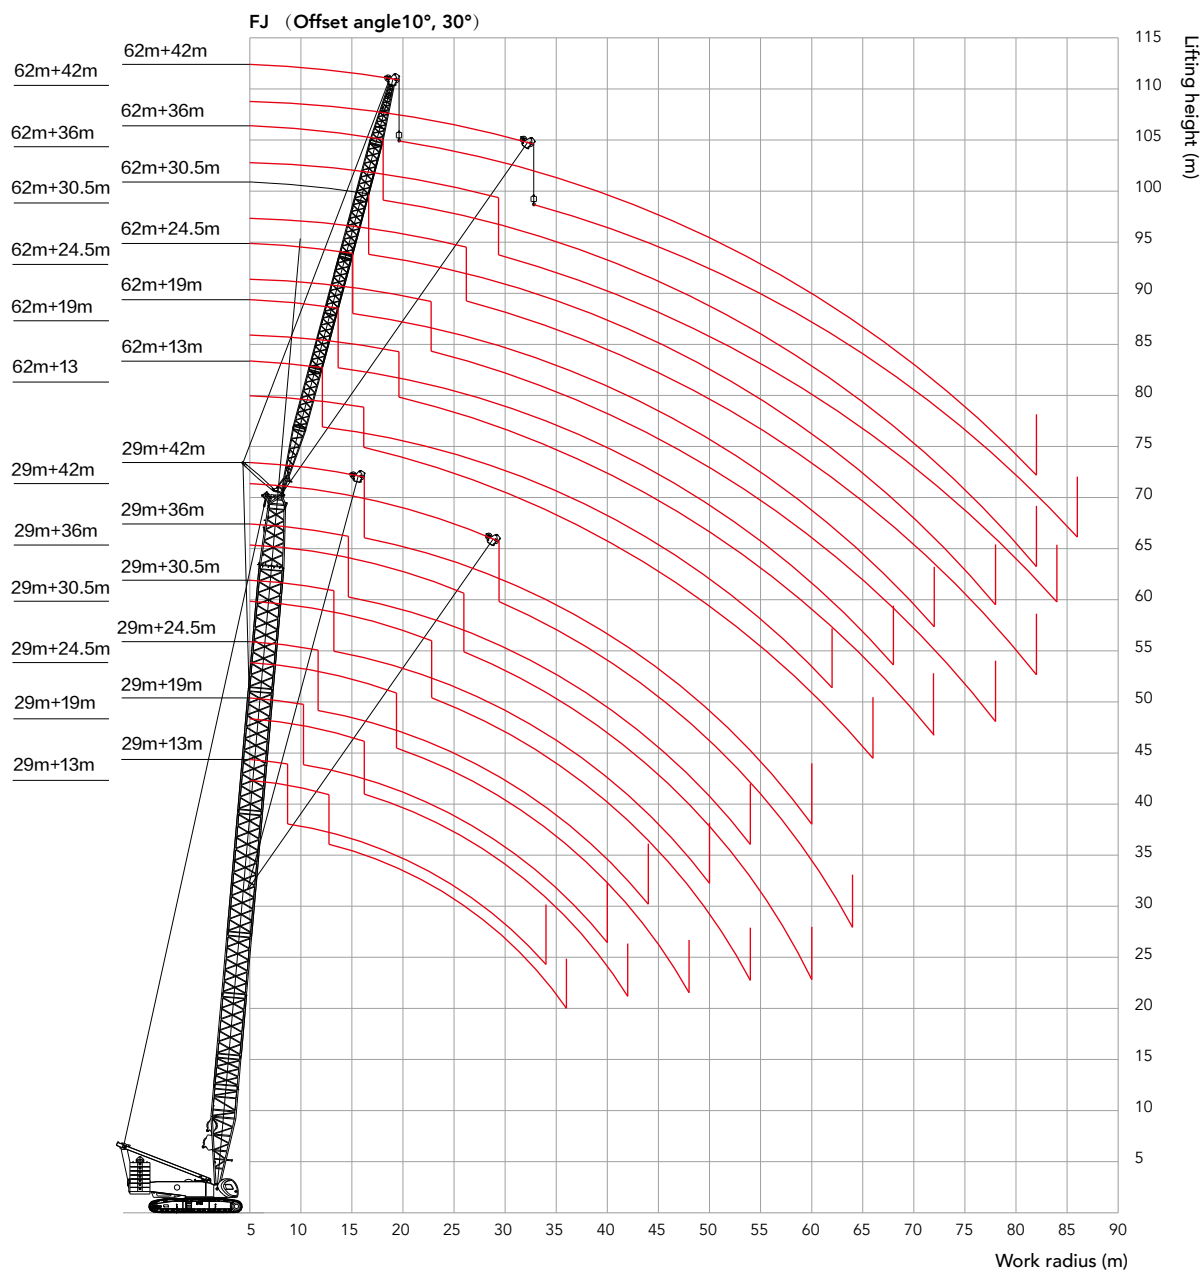 FJ （Offset angle10°, 30°）
62m+42m
62m+42m
62m+36m
62m+36m
62m+30.5m
62m+30.5m
62m+24.5m
62m+24.5m
62m+19m
62m+19m
62m+13m
62m+13
29m+42m
29m+42m
29m+36m
29m+36m
29m+30.5m
29m+30.5m
29m+24.5m
29m+24.5m
29m+19m
29m+19m
29m+13m
29m+13m
115
110
105
100
95
90
85
80
75
70
65
60
55
50
45
40
35
30
25
20
15
10
5
Lifting height (m)
5 10 15 20 25 30 35 40 45 50 55 60 65 70 75 80 85 90
Work radius (m)